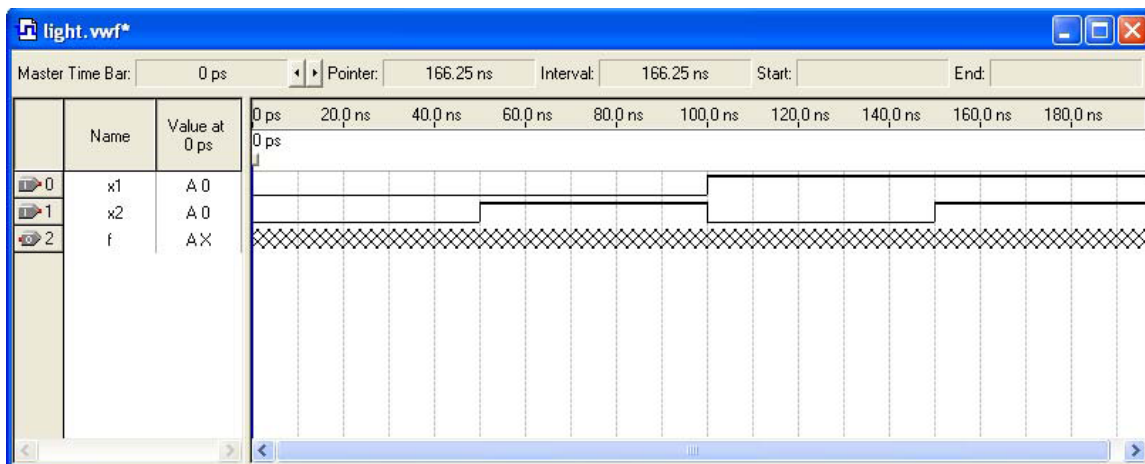 light.vwf*
Master Time Bar: 0 ps Pointer: 166.25 ns Interval: 166.25 ns Start: End:
Name Value at 0 ps
0 ps 20.0 ns 40.0 ns 60.0 ns 80.0 ns 100.0 ns 120.0 ns 140.0 ns 160.0 ns 180.0 ns
0 ps
0 x1 A 0
1 x2 A 0
2 f A X